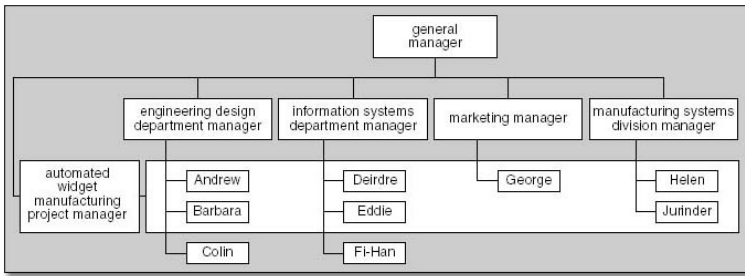 general
manager
engineering design
department manager
information systems
department manager
marketing manager
manufacturing systems
division manager
automated
widget
manufacturing
project manager
Andrew
Deirdre
George
Helen
Barbara
Eddie
Jurinder
Colin
Fi-Han